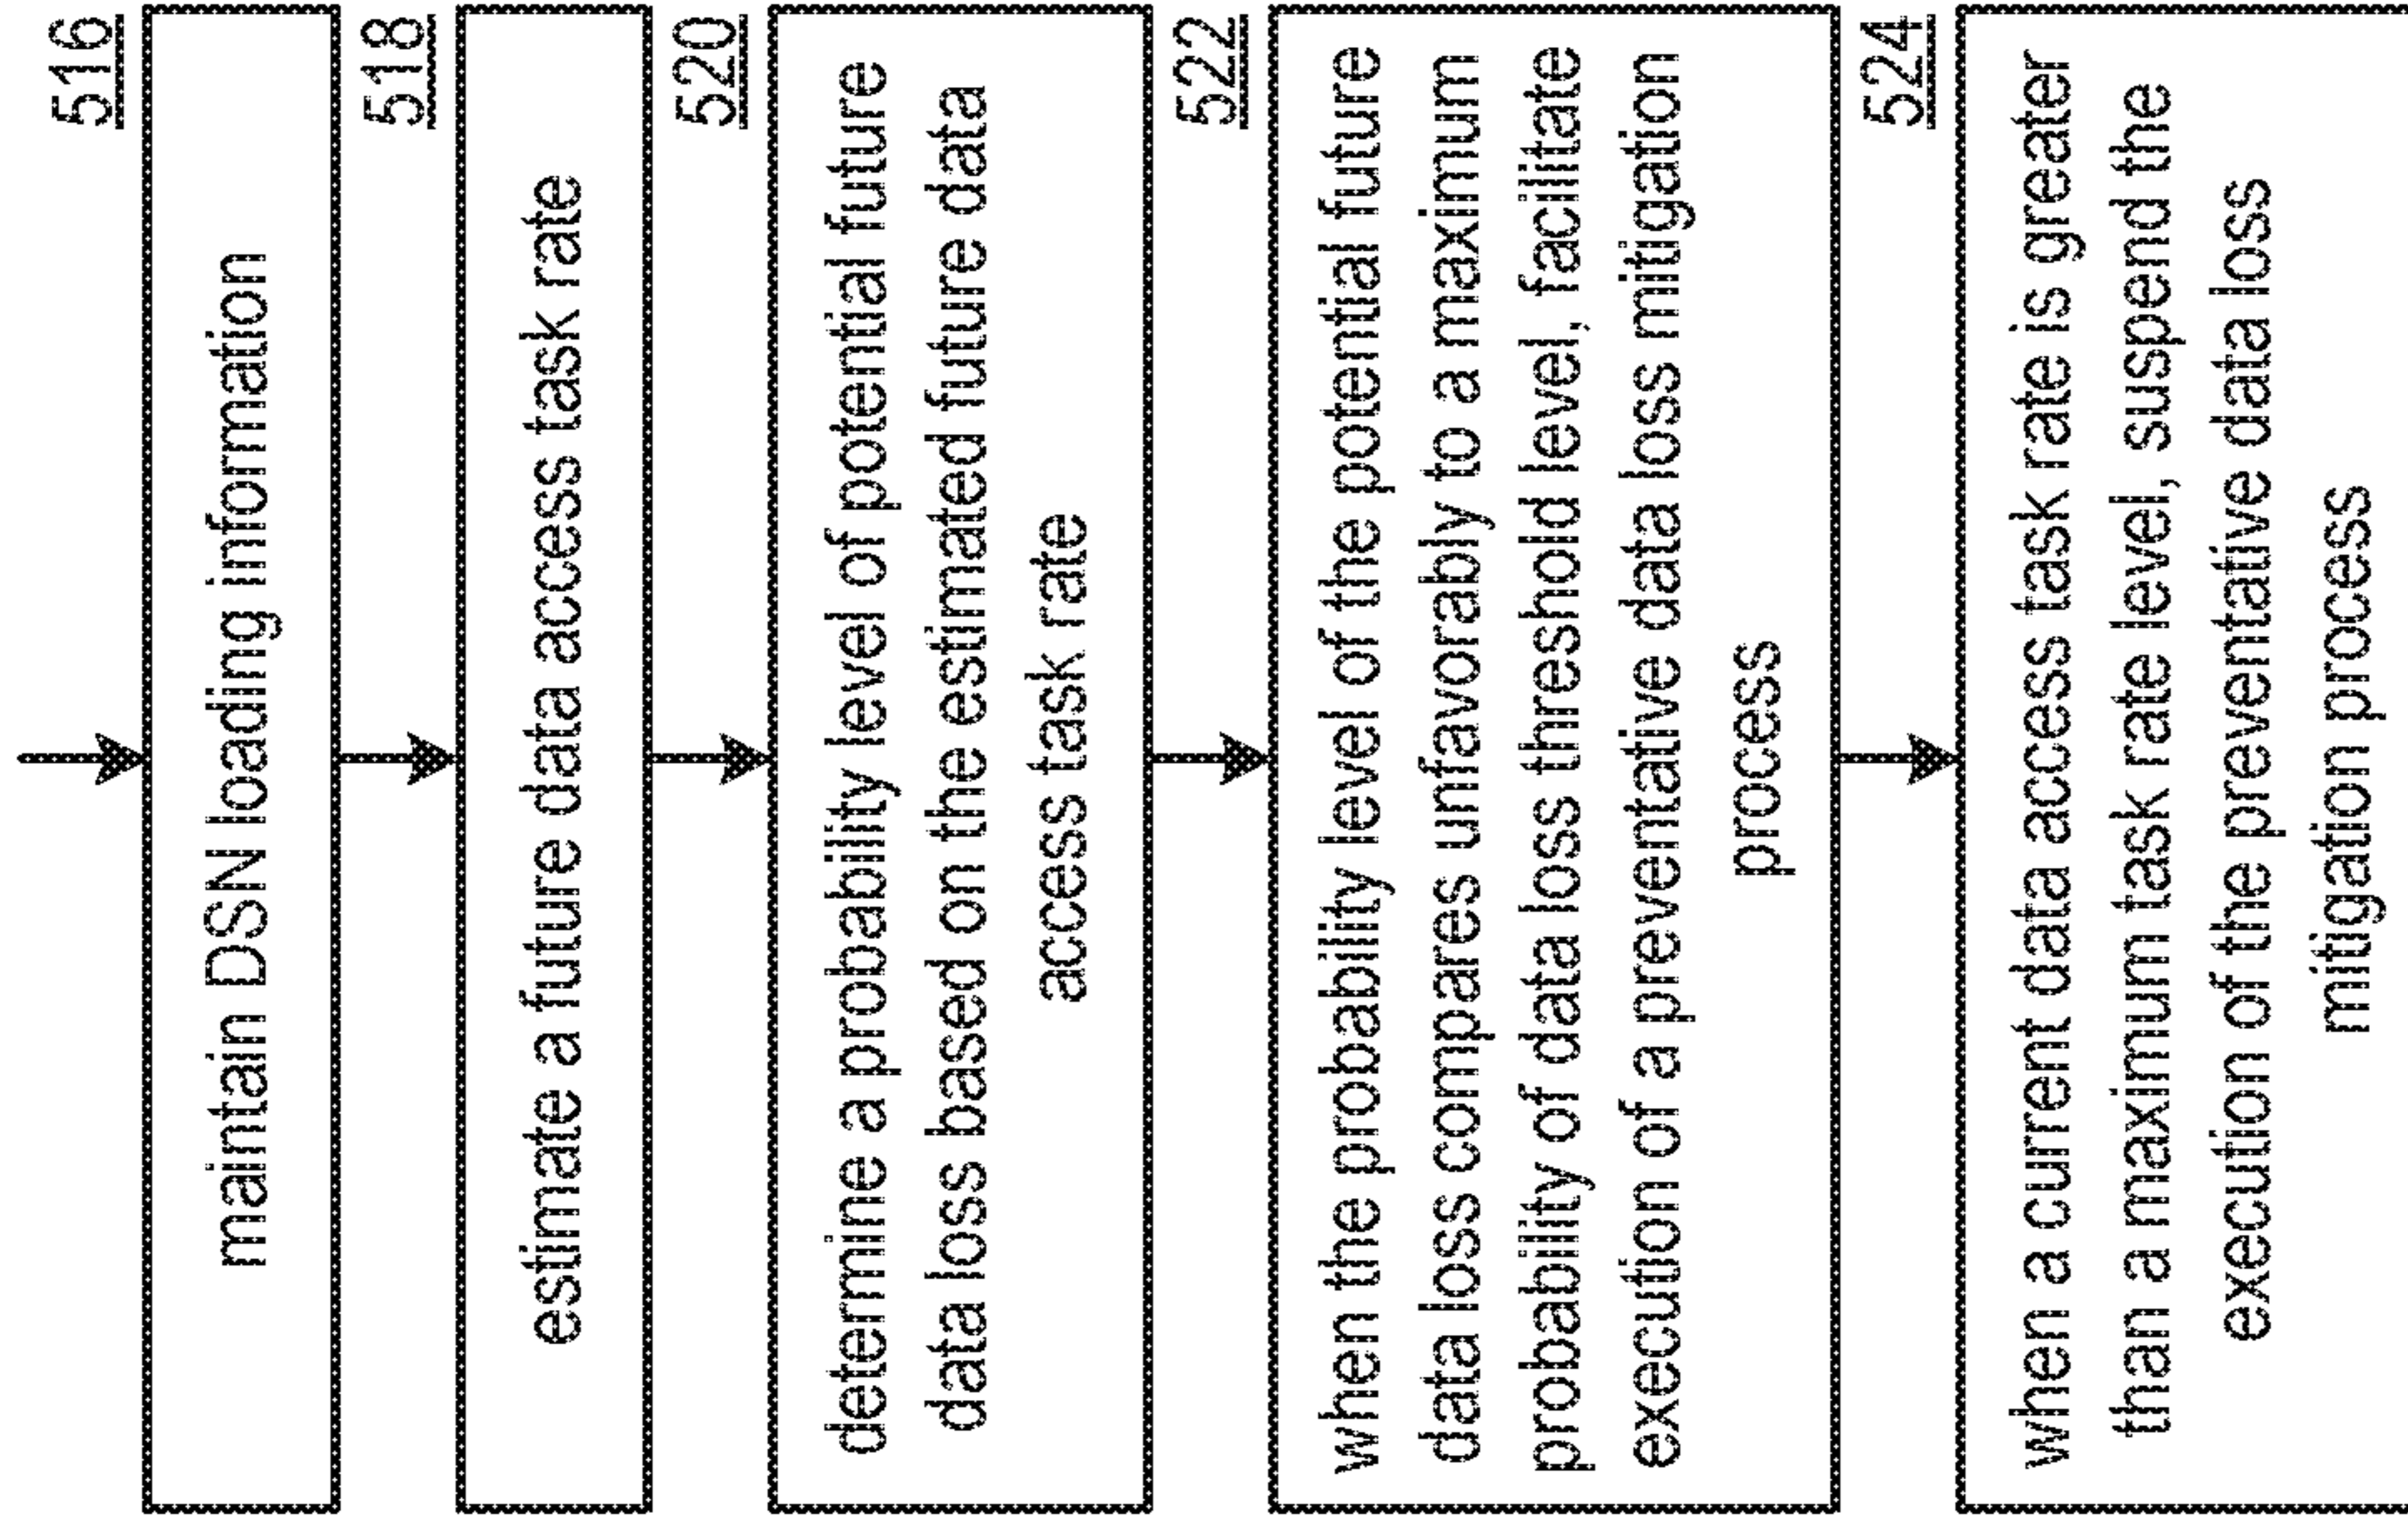 516
maintain DSN loading information
518
estimate a future data access task rate
520
determine a probability level of potential future
data loss based on the estimated future data
access task rate
522
when the probability level of the potential future
data loss compares unfavorably to a maximum
probability of data loss threshold level, facilitate
execution of a preventative data loss mitigation
process
524
when a current data access task rate is greater
than a maximum task rate level, suspend the
execution of the preventative data loss
mitigation process